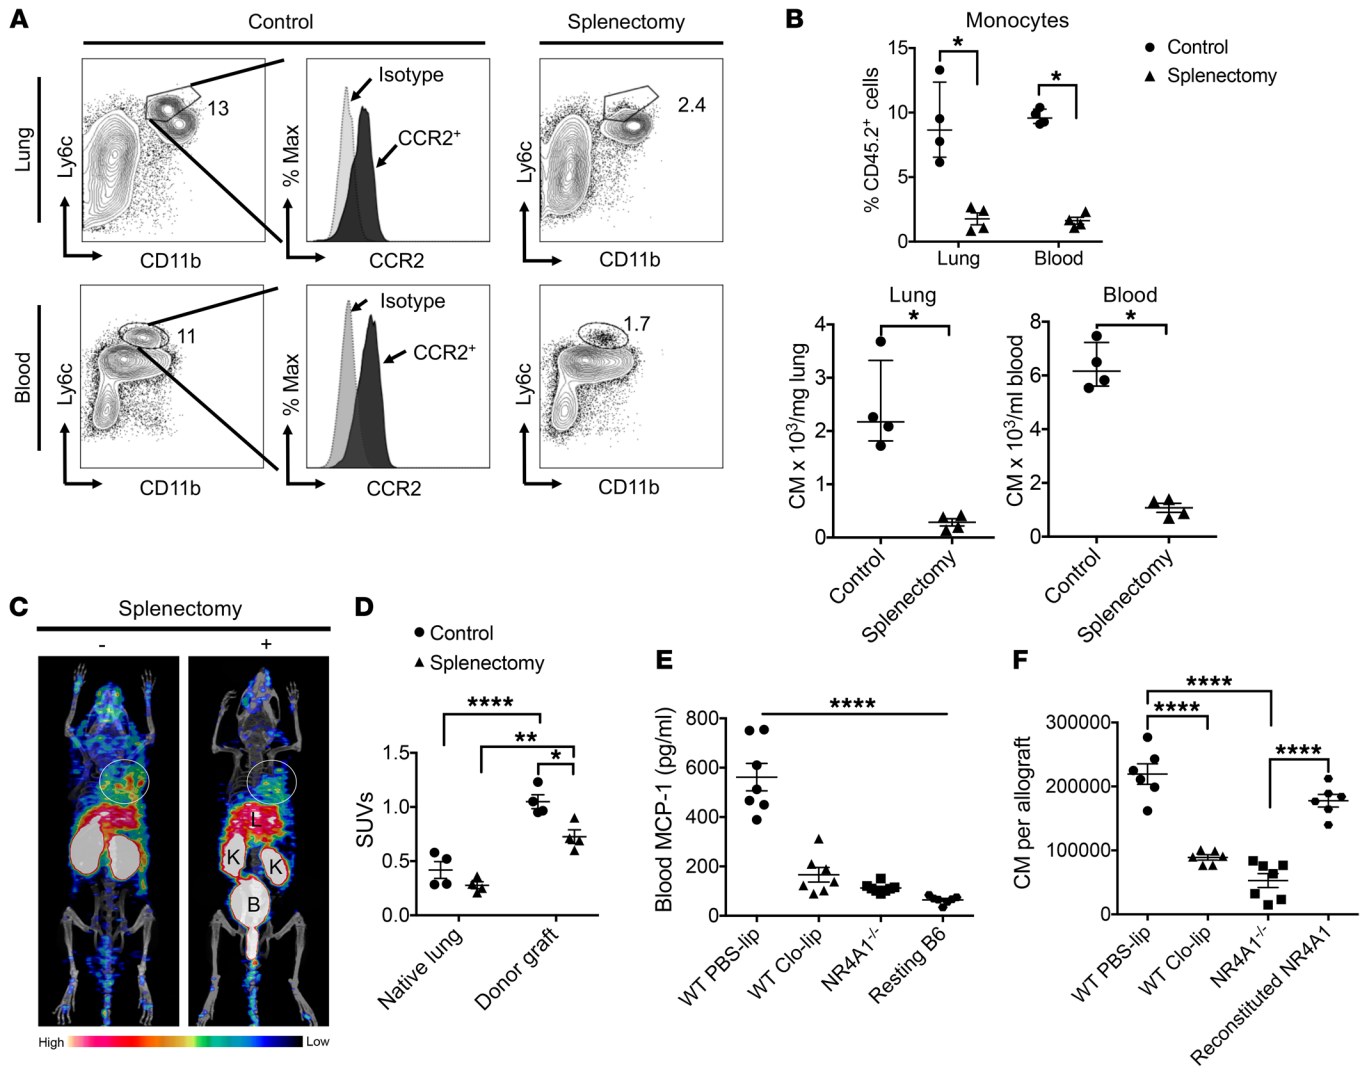 A
Control
Splenectomy
Lung
Ly6c
13
CD11b
% Max
Isotype
CCR2+
CCR2
Ly6c
2.4
CD11b
Blood
Ly6c
11
CD11b
% Max
Isotype
CCR2+
CCR2
Ly6c
1.7
CD11b
B
Monocytes
Control
Splenectomy
% CD45.2+ cells
15
10
5
0
*
*
Lung
Blood
Lung
CM x 10³/mg lung
4
3
2
1
0
*
Control
Splenectomy
Blood
CM x 10³/ml blood
8
6
4
2
0
*
Control
Splenectomy
C
Splenectomy
- +
L
K K
B
High Low
D
Control
Splenectomy
****
**
*
SUVs
1.5
1.0
0.5
0.0
Native lung
Donor graft
E
Blood MCP-1 (pg/ml)
800
600
400
200
0
****
WT PBS-lip
WT Clo-lip
NR4A1-/-
Resting B6
F
CM per allograft
300000
200000
100000
0
****
****
****
WT PBS-lip
WT Clo-lip
NR4A1-/-
Reconstituted NR4A1